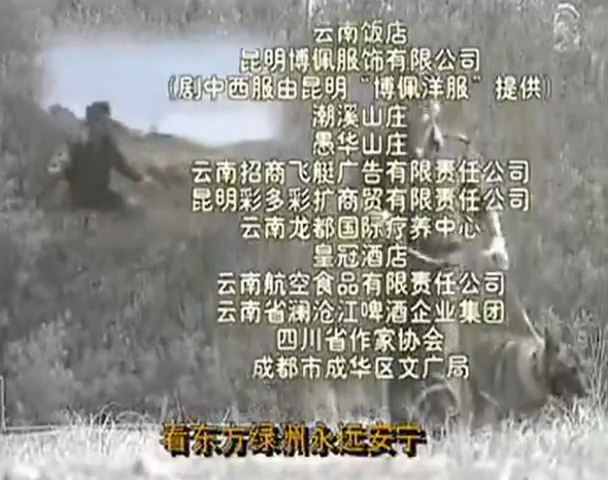 云南饭店
昆明博佩服饰有限公司
(剧中西服由昆明“博佩洋服”提供)
潮溪山庄
愚华山庄
云南招商飞艇广告有限责任公司
昆明彩多彩扩商贸有限责任公司
云南龙都国际疗养中心
皇冠酒店
云南航空食品有限责任公司
云南省澜沧江啤酒企业集团
四川省作家协会
成都市成华区文广局
看东方绿洲永远安宁